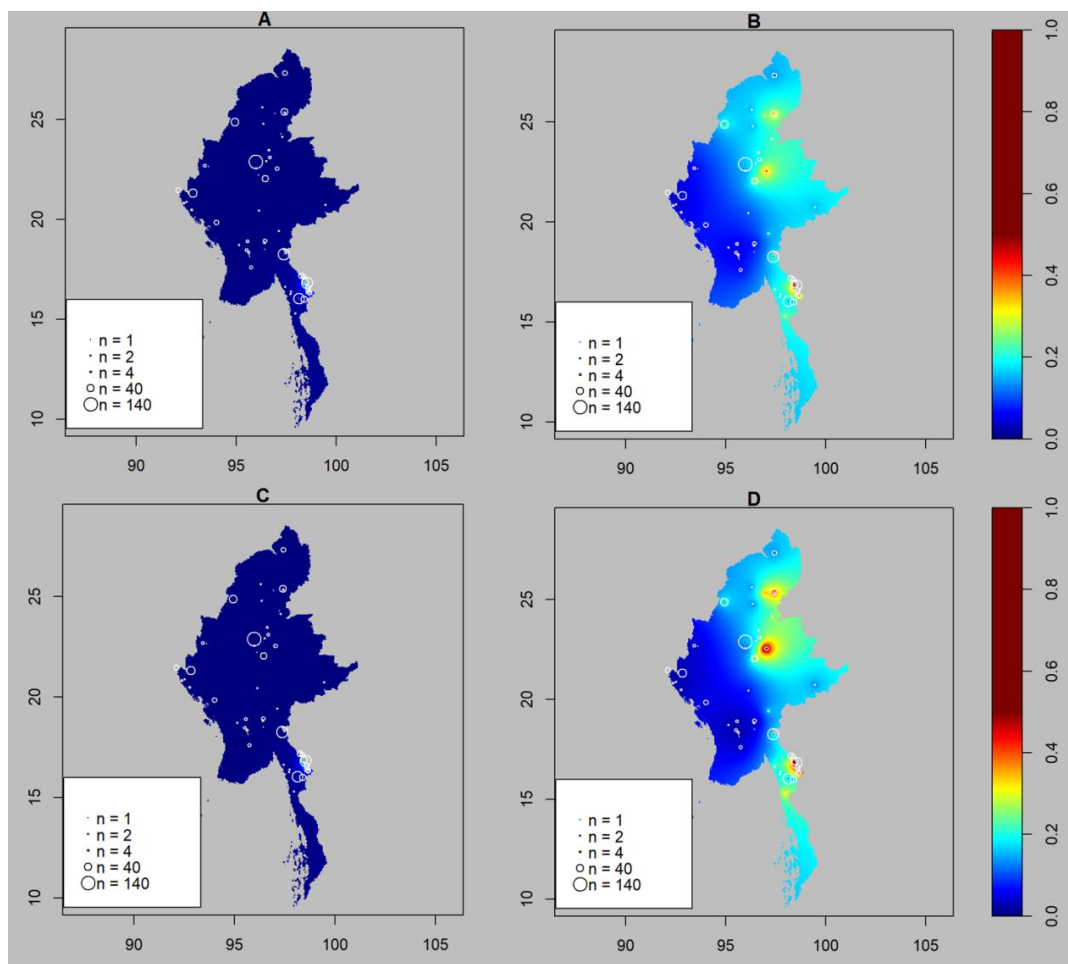 A
B
25
20
15
10
n = 1
n = 2
n = 4
n = 40
n = 140
90 95 100 105
25
20
15
10
n = 1
n = 2
n = 4
n = 40
n = 140
90 95 100 105
1.0
0.8
0.6
0.4
0.2
0.0
C
D
25
20
15
10
n = 1
n = 2
n = 4
n = 40
n = 140
90 95 100 105
25
20
15
10
n = 1
n = 2
n = 4
n = 40
n = 140
90 95 100 105
1.0
0.8
0.6
0.4
0.2
0.0